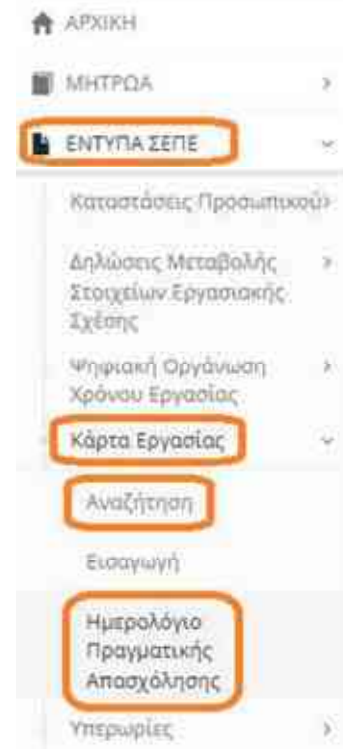 ΑΡΧΙΚΗ
ΜΗΤΡΩΑ
ΕΝΤΥΠΑ ΣΕΠΕ
Καταστάσεις Προσωπικού
Δηλώσεις Μεταβολής
Στοιχείων Εργασιακής
Σχέσης
Ψηφιακή Οργάνωση
Χρόνου Εργασίας
Κάρτα Εργασίας
Αναζήτηση
Εισαγωγή
Ημερολόγιο
Πραγματικής
Απασχόλησης
Υπερωρίες